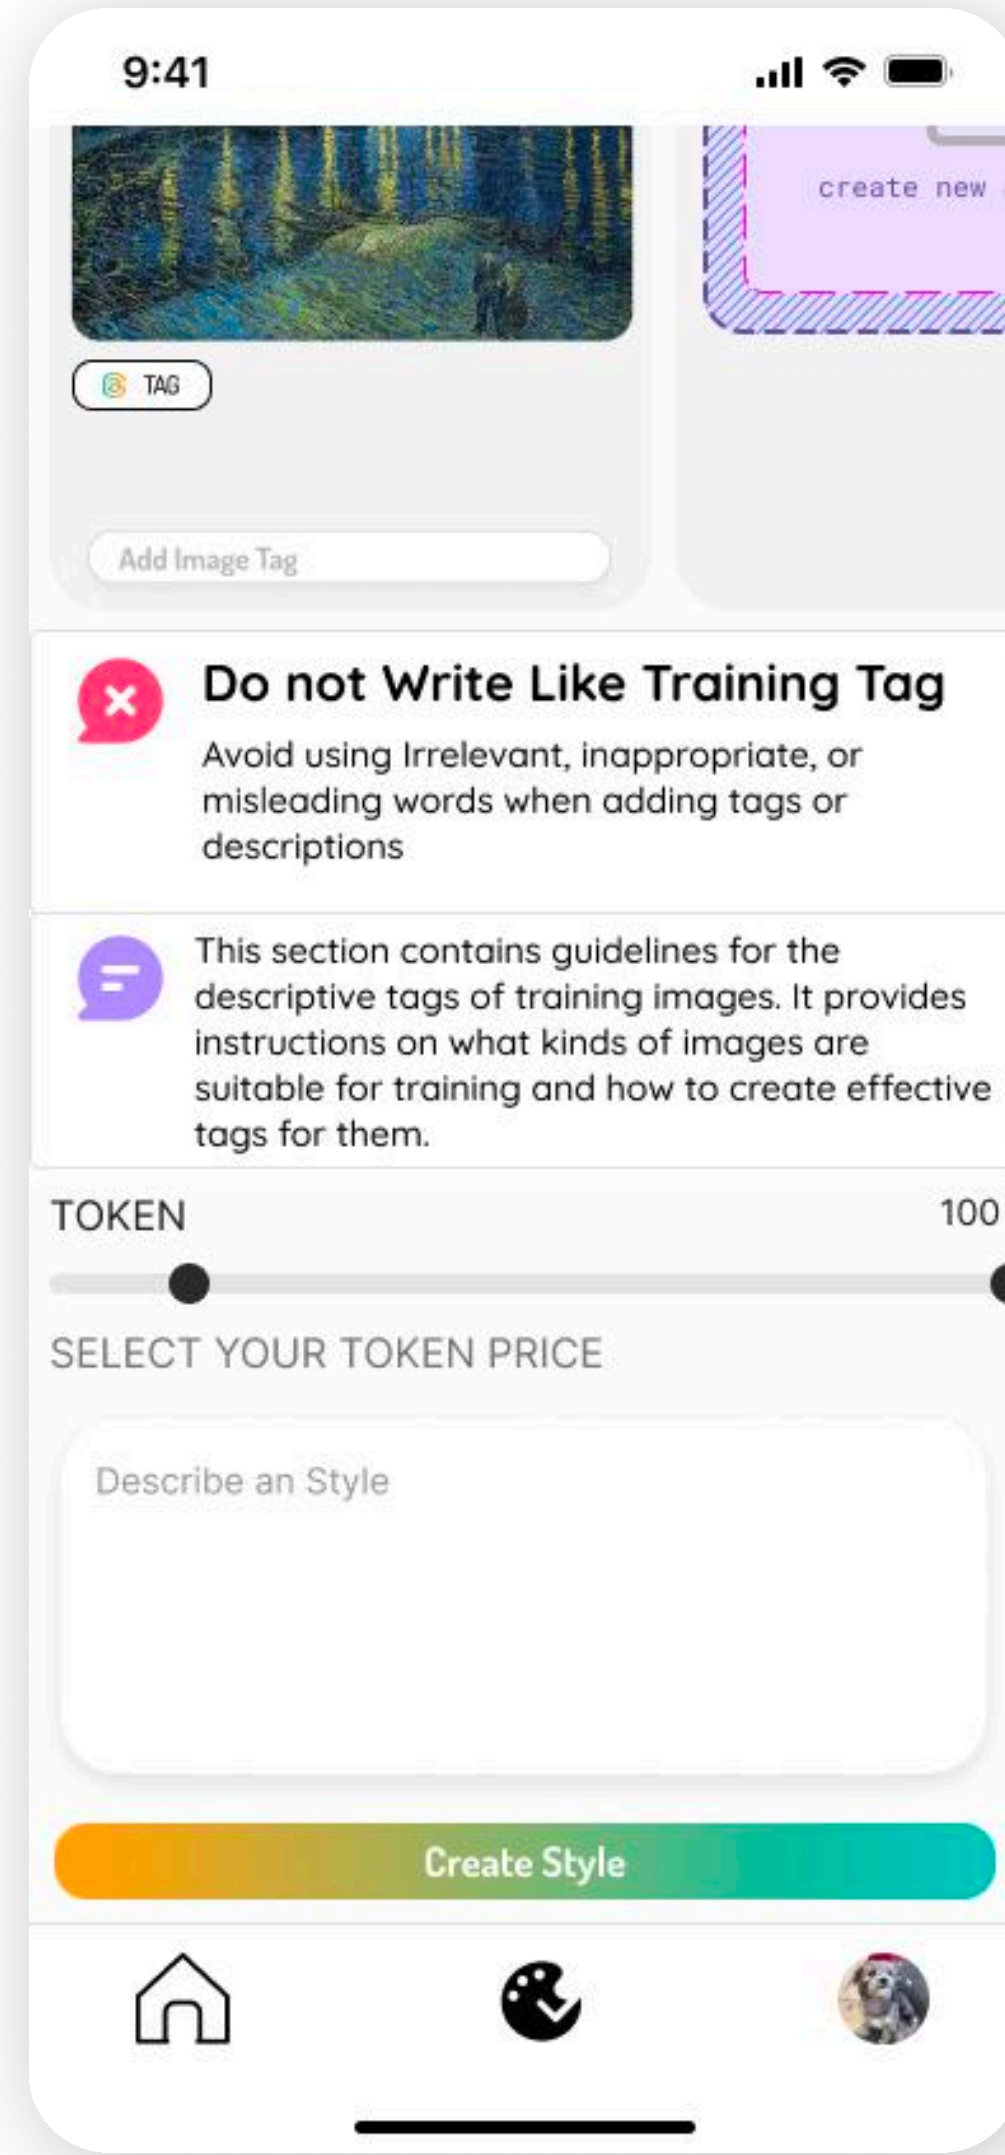 9:41
create new
TAG
Add Image Tag
Do not Write Like Training Tag
Avoid using Irrelevant, inappropriate, or
misleading words when adding tags or
descriptions
This section contains guidelines for the
descriptive tags of training images. It provides
instructions on what kinds of images are
suitable for training and how to create effective
tags for them.
TOKEN
100
SELECT YOUR TOKEN PRICE
Describe an Style
Create Style